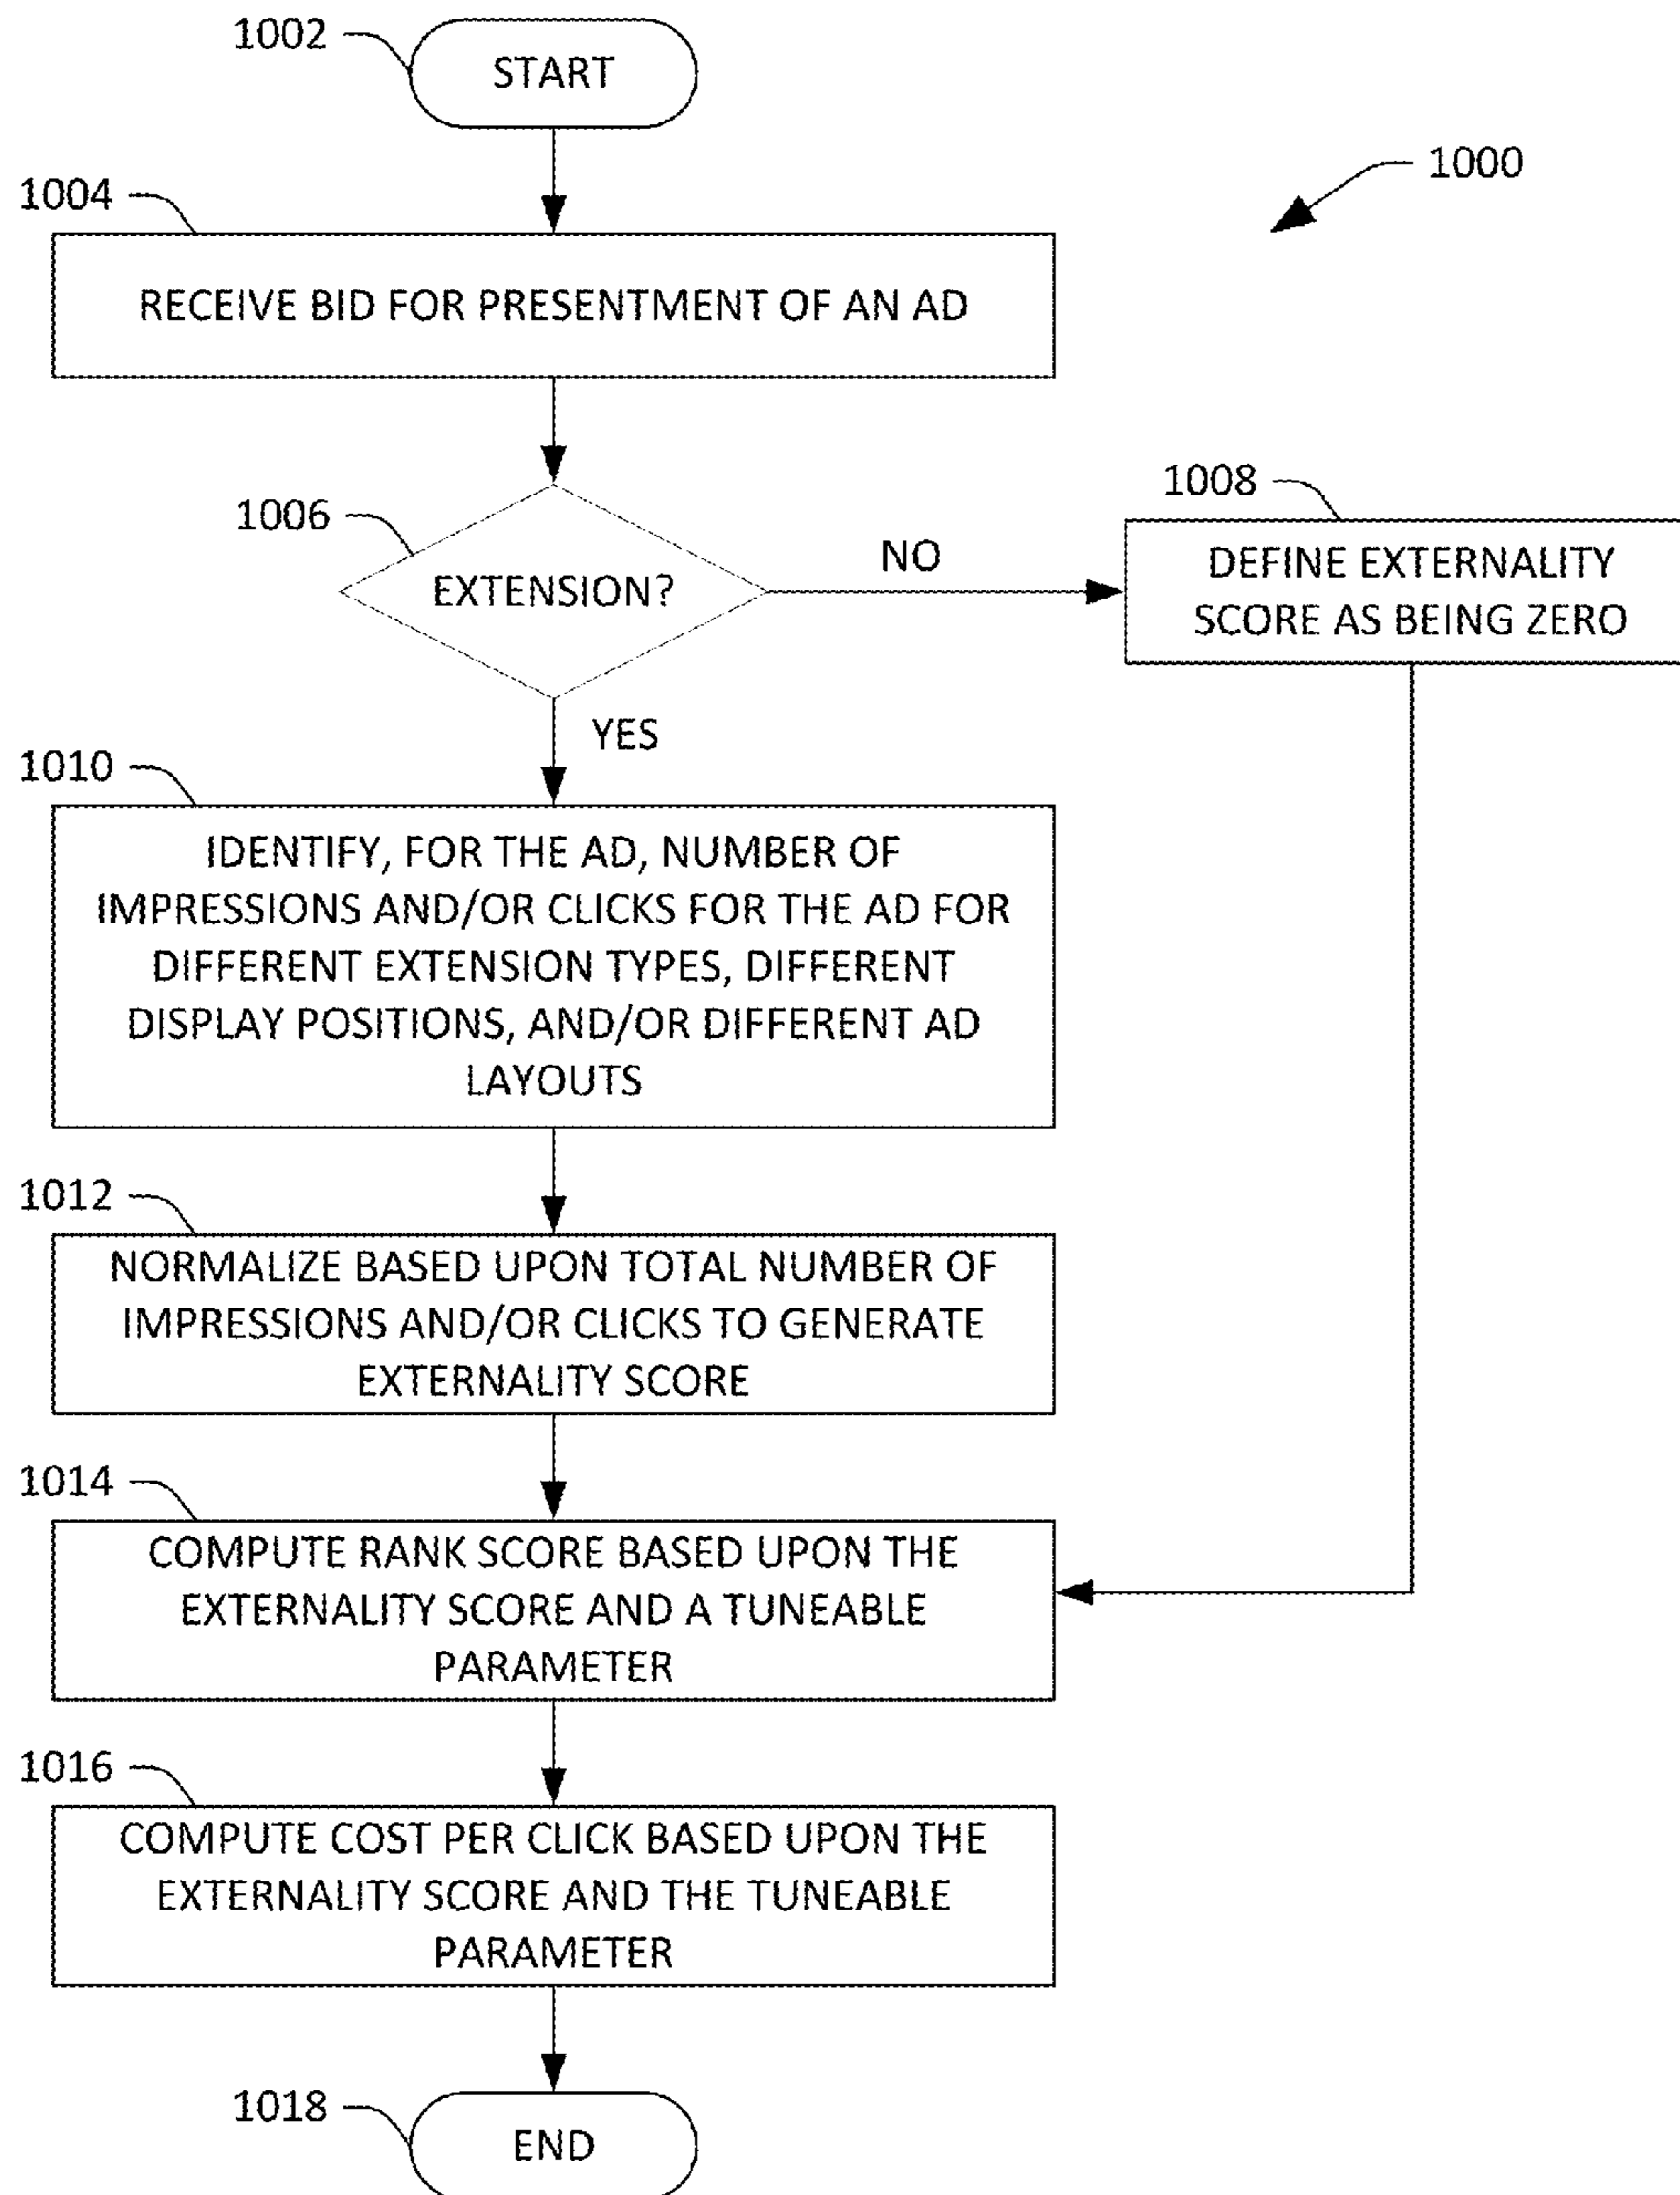 1002
START
1000
1004
RECEIVE BID FOR PRESENTMENT OF AN AD
1006
EXTENSION?
NO
1008
DEFINE EXTERNALITY
SCORE AS BEING ZERO
YES
1010
IDENTIFY, FOR THE AD, NUMBER OF
IMPRESSIONS AND/OR CLICKS FOR THE AD FOR
DIFFERENT EXTENSION TYPES, DIFFERENT
DISPLAY POSITIONS, AND/OR DIFFERENT AD
LAYOUTS
1012
NORMALIZE BASED UPON TOTAL NUMBER OF
IMPRESSIONS AND/OR CLICKS TO GENERATE
EXTERNALITY SCORE
1014
COMPUTE RANK SCORE BASED UPON THE
EXTERNALITY SCORE AND A TUNEABLE
PARAMETER
1016
COMPUTE COST PER CLICK BASED UPON THE
EXTERNALITY SCORE AND THE TUNEABLE
PARAMETER
1018
END